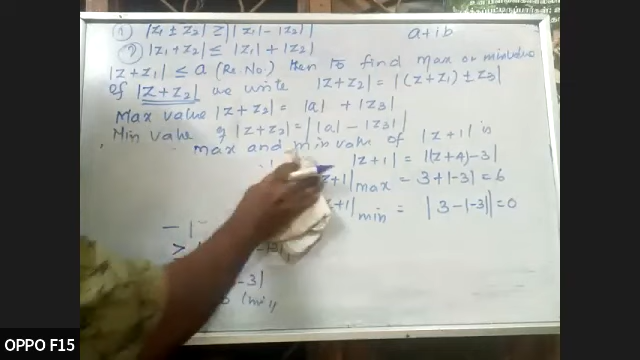 ① |z₁ ± z₂| ≥ ||z₁| - |z₂||
a+ib
② |z₁+z₂| ≤ |z₁| + |z₂|
|z+z₁| ≤ a (Re.No.) then to find max or min value
of |z+z₂| we write |z+z₂| = |(z+z₁) ± z₃|
Max value |z+z₂| = |a| + |z₃|
Min value of |z+z₂| = ||a| - |z₃||
max and min value of |z+1| is
|z+1| = |(z+4)-3|
z+1|max = 3+|-3| = 6
+1|min = |3-|-3|| = 0
≥
-3|
(min)
OPPO F15